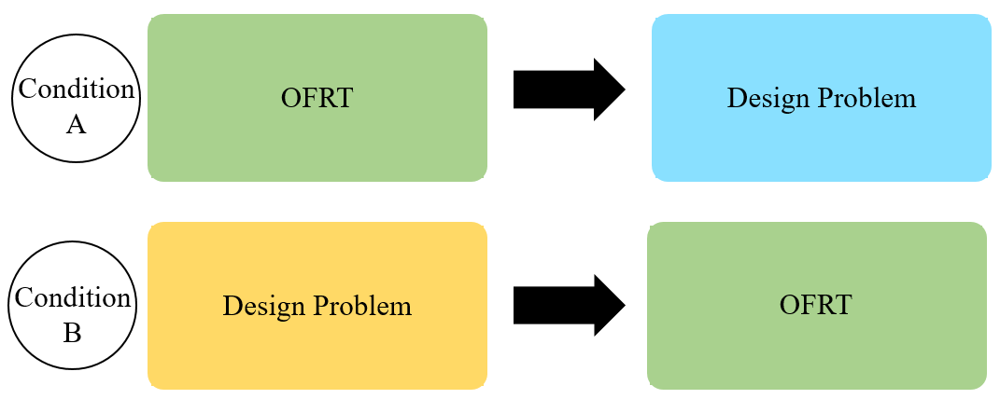 Condition
A
OFRT
Design Problem
Condition
B
Design Problem
OFRT